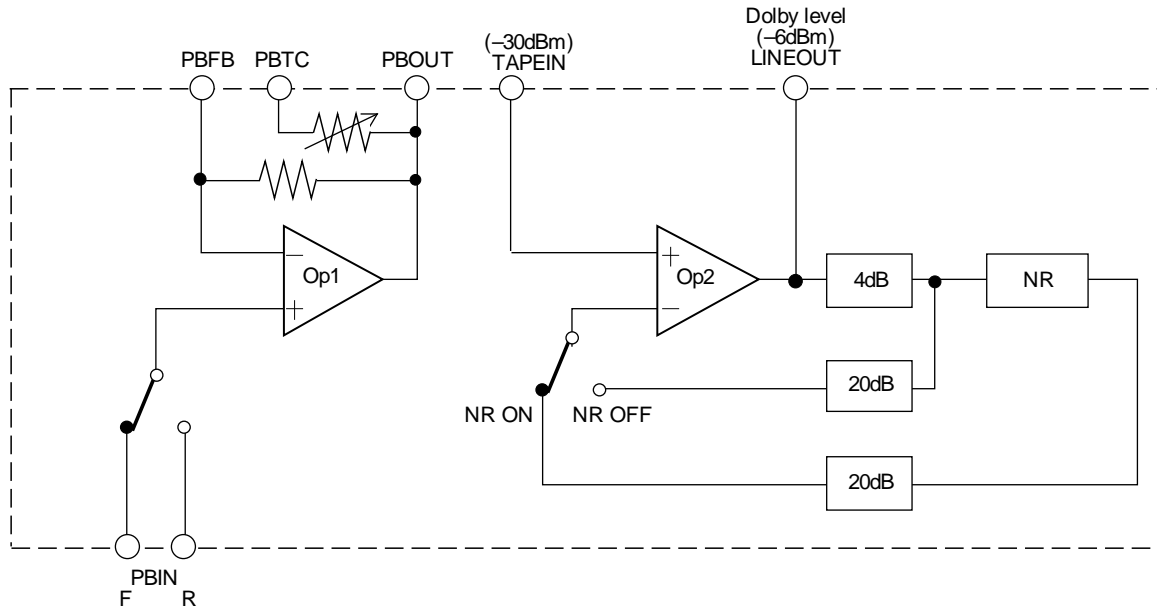 Dolby level
(–30dBm) (–6dBm)
PBFB PBTC PBOUT TAPEIN LINEOUT
– Op1 +
+ Op2 –
4dB NR
20dB
NR ON NR OFF
20dB
PBIN
F R